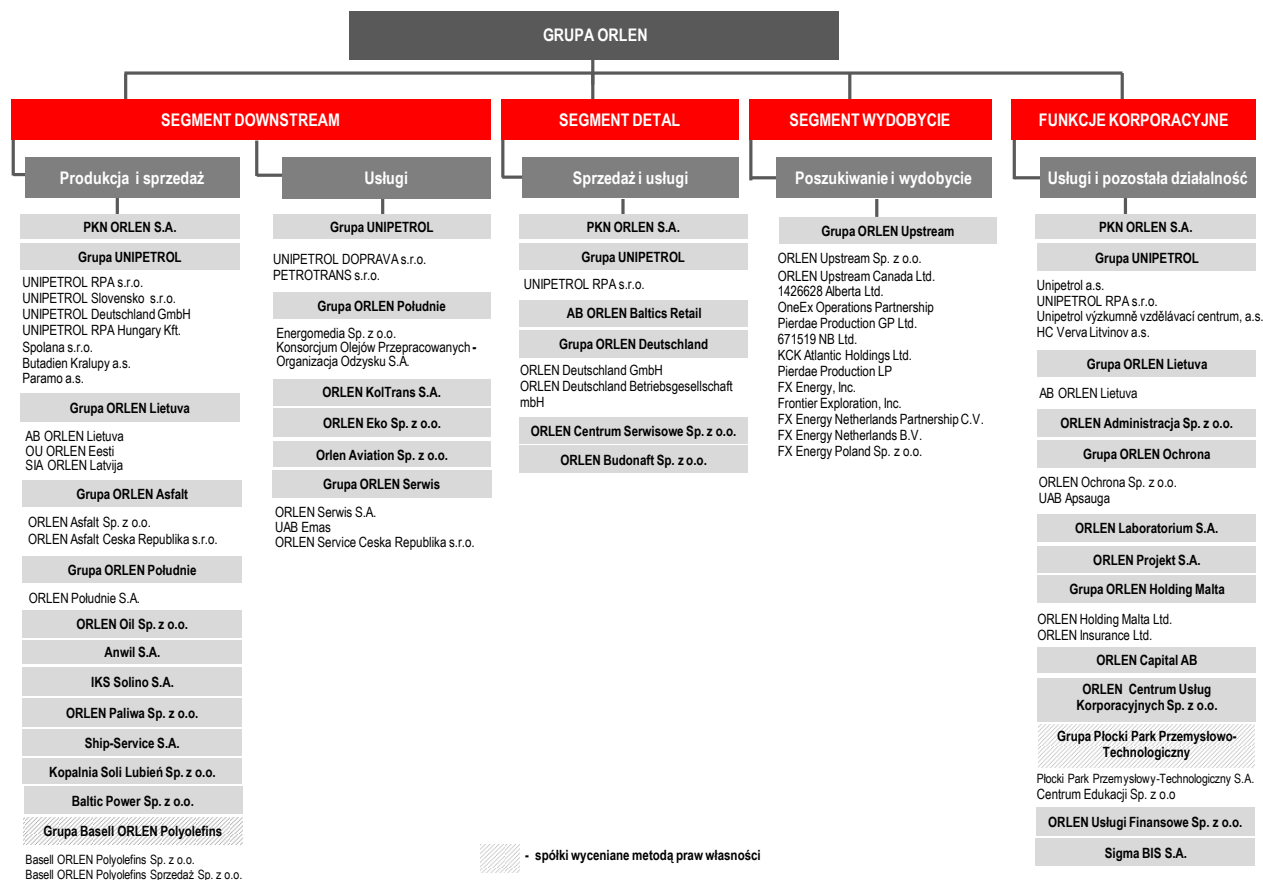 GRUPA ORLEN
SEGMENT DOWNSTREAM
Produkcja i sprzedaż
PKN ORLEN S.A.
Grupa UNIPETROL
UNIPETROL RPA s.r.o.
UNIPETROL Slovensko s.r.o.
UNIPETROL Deutschland GmbH
UNIPETROL RPA Hungary Kft.
Spolana s.r.o.
Butadien Kralupy a.s.
Paramo a.s.
Grupa ORLEN Lietuva
AB ORLEN Lietuva
OU ORLEN Eesti
SIA ORLEN Latvija
Grupa ORLEN Asfalt
ORLEN Asfalt Sp. z o.o.
ORLEN Asfalt Ceska Republika s.r.o.
Grupa ORLEN Południe
ORLEN Południe S.A.
ORLEN Oil Sp. z o.o.
Anwil S.A.
IKS Solino S.A.
ORLEN Paliwa Sp. z o.o.
Ship-Service S.A.
Kopalnia Soli Lubień Sp. z o.o.
Baltic Power Sp. z o.o.
Grupa Basell ORLEN Polyolefins
Basell ORLEN Polyolefins Sp. z o.o.
Basell ORLEN Polyolefins Sprzedaż Sp. z o.o.
Usługi
Grupa UNIPETROL
UNIPETROL DOPRAVA s.r.o.
PETROTRANS s.r.o.
Grupa ORLEN Południe
Energomedia Sp. z o.o.
Konsorcjum Olejów Przepracowanych -
Organizacja Odzysku S.A.
ORLEN KolTrans S.A.
ORLEN Eko Sp. z o.o.
Orlen Aviation Sp. z o.o.
Grupa ORLEN Serwis
ORLEN Serwis S.A.
UAB Emas
ORLEN Service Ceska Republika s.r.o.
SEGMENT DETAL
Sprzedaż i usługi
PKN ORLEN S.A.
Grupa UNIPETROL
UNIPETROL RPA s.r.o.
AB ORLEN Baltics Retail
Grupa ORLEN Deutschland
ORLEN Deutschland GmbH
ORLEN Deutschland Betriebsgesellschaft
mbH
ORLEN Centrum Serwisowe Sp. z o.o.
ORLEN Budonaft Sp. z o.o.
SEGMENT WYDOBYCIE
Poszukiwanie i wydobycie
Grupa ORLEN Upstream
ORLEN Upstream Sp. z o.o.
ORLEN Upstream Canada Ltd.
1426628 Alberta Ltd.
OneEx Operations Partnership
Pierdae Production GP Ltd.
671519 NB Ltd.
KCK Atlantic Holdings Ltd.
Pierdae Production LP
FX Energy, Inc.
Frontier Exploration, Inc.
FX Energy Netherlands Partnership C.V.
FX Energy Netherlands B.V.
FX Energy Poland Sp. z o.o.
FUNKCJE KORPORACYJNE
Usługi i pozostała działalność
PKN ORLEN S.A.
Grupa UNIPETROL
Unipetrol a.s.
UNIPETROL RPA s.r.o.
Unipetrol výzkumně vzdělávací centrum, a.s.
HC Verva Litvínov a.s.
Grupa ORLEN Lietuva
AB ORLEN Lietuva
ORLEN Administracja Sp. z o.o.
Grupa ORLEN Ochrona
ORLEN Ochrona Sp. z o.o.
UAB Apsauga
ORLEN Laboratorium S.A.
ORLEN Projekt S.A.
Grupa ORLEN Holding Malta
ORLEN Holding Malta Ltd.
ORLEN Insurance Ltd.
ORLEN Capital AB
ORLEN Centrum Usług
Korporacyjnych Sp. z o.o.
Grupa Płocki Park Przemysłowo-
Technologiczny
Płocki Park Przemysłowy-Technologiczny S.A.
Centrum Edukacji Sp. z o.o
ORLEN Usługi Finansowe Sp. z o.o.
Sigma BIS S.A.
- spółki wyceniane metodą praw własności